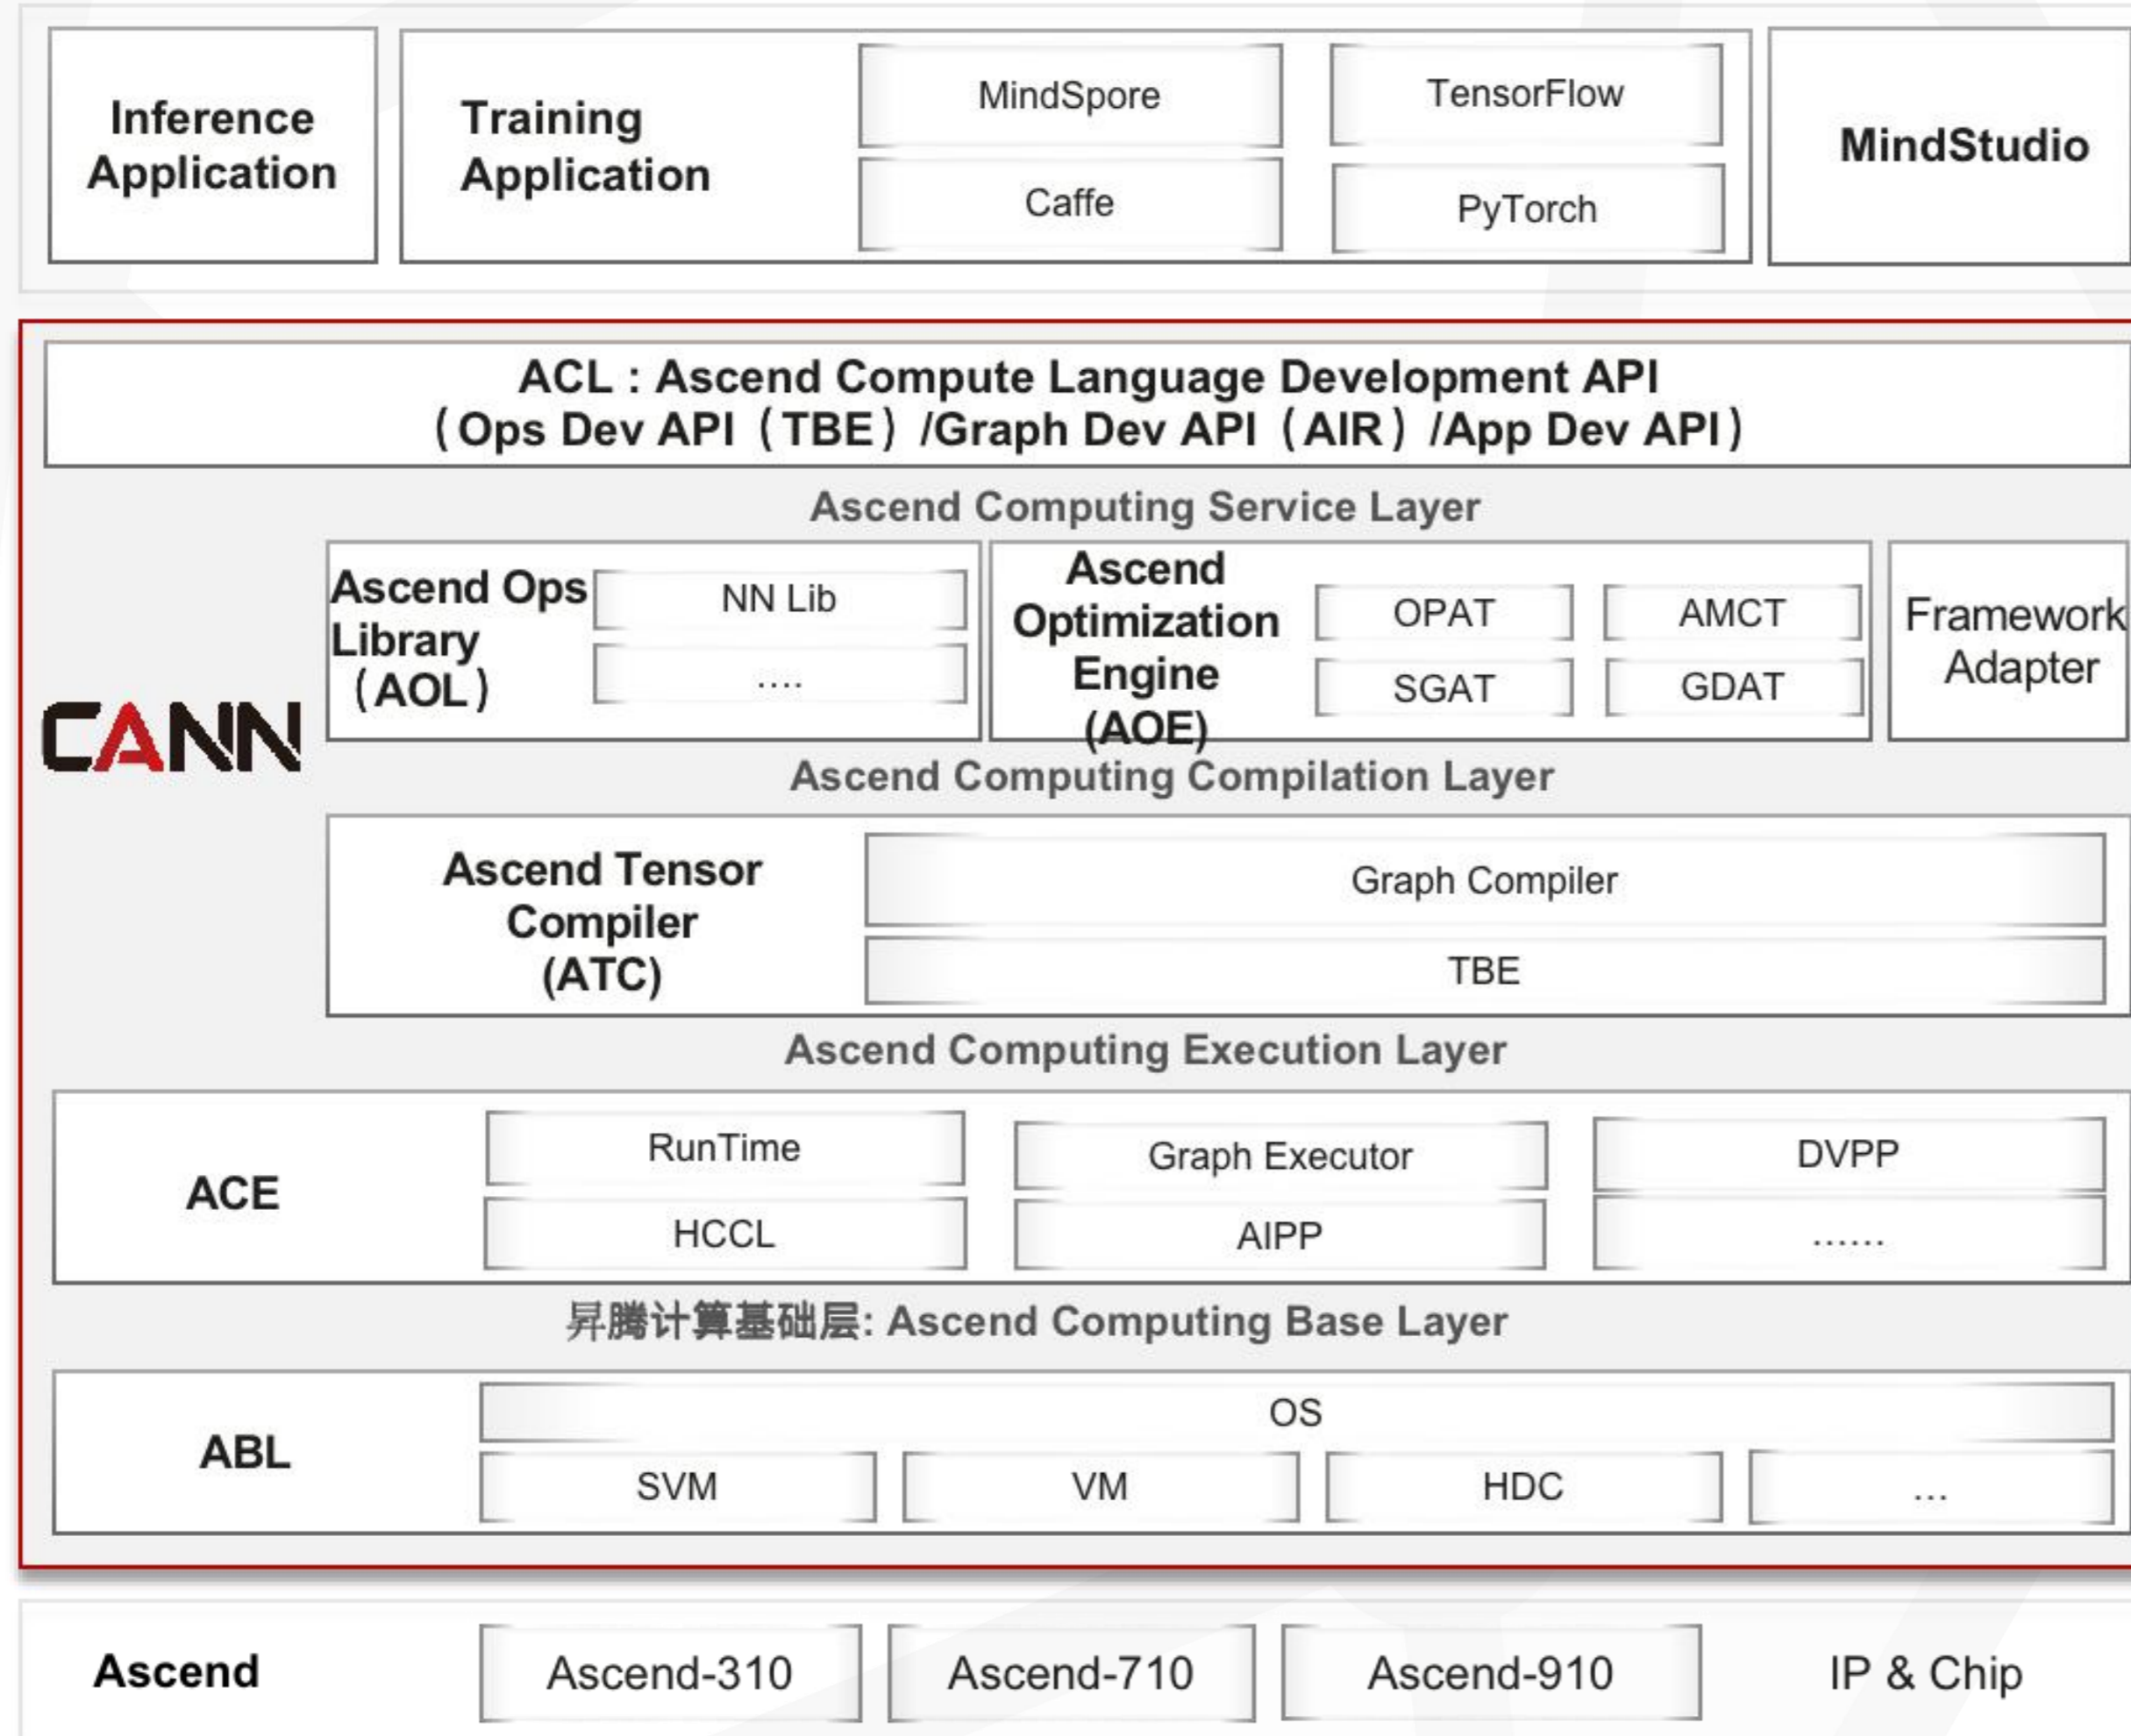 Inference
Application
Training
Application
MindSpore
TensorFlow
Caffe
PyTorch
MindStudio
ACL : Ascend Compute Language Development API
(Ops Dev API (TBE) /Graph Dev API (AIR) /App Dev API)
Ascend Computing Service Layer
CANN
Ascend Ops
Library
(AOL)
NN Lib
....
Ascend
Optimization
Engine
(AOE)
OPAT
AMCT
SGAT
GDAT
Framework
Adapter
Ascend Computing Compilation Layer
Ascend Tensor
Compiler
(ATC)
Graph Compiler
TBE
Ascend Computing Execution Layer
ACE
RunTime
Graph Executor
DVPP
HCCL
AIPP
......
昇腾计算基础层: Ascend Computing Base Layer
ABL
OS
SVM
VM
HDC
...
Ascend
Ascend-310
Ascend-710
Ascend-910
IP & Chip